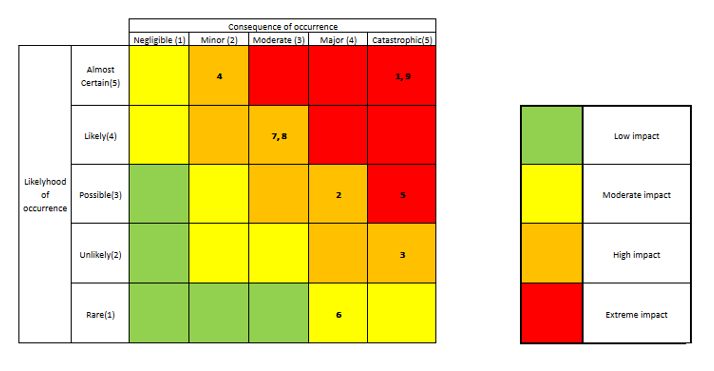 Consequence of occurrence
Negligible (1) Minor (2) Moderate (3) Major (4) Catastrophic(5)
Almost
Certain(5)
4
1, 9
Likely(4)
7, 8
Likelyhood
of
occurrence
Possible(3)
2
5
Unlikely(2)
3
Rare(1)
6
Low impact
Moderate impact
High impact
Extreme impact